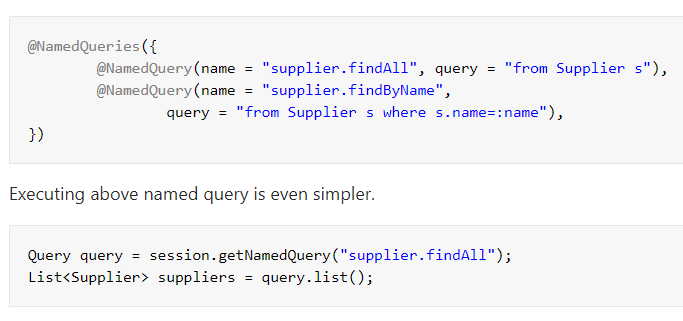 @NamedQueries({
        @NamedQuery(name = "supplier.findAll", query = "from Supplier s"),
        @NamedQuery(name = "supplier.findByName",
                query = "from Supplier s where s.name=:name"),
})
Executing above named query is even simpler.
Query query = session.getNamedQuery("supplier.findAll");
List<Supplier> suppliers = query.list();